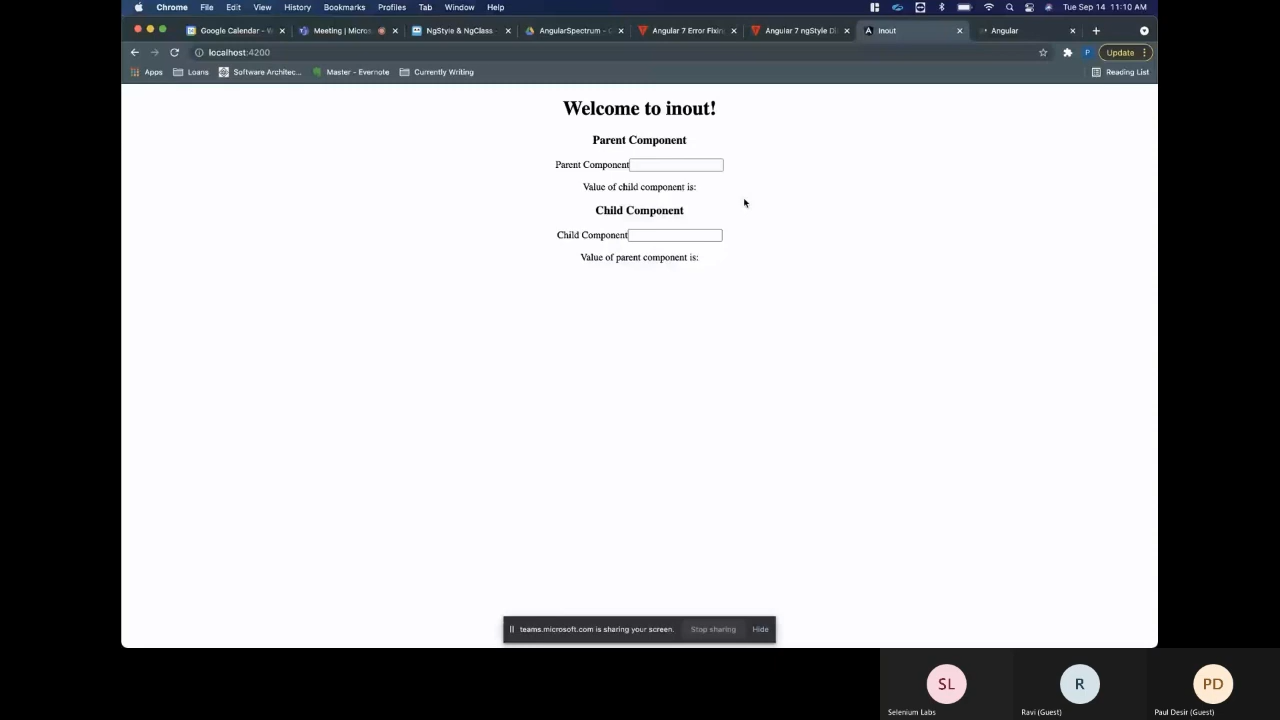 Chrome File Edit View History Bookmarks Profiles Tab Window Help Tue Sep 14 11:10 AM
Google Calendar - Meeting | Micros NgStyle & NgClass AngularSpectrum - Angular 7 Error Fixin Angular 7 ngStyle Di Inout Angular
localhost:4200 P Update
Apps Loans Software Architec... Master - Evernote Currently Writing Reading List
Welcome to inout!
Parent Component
Parent Component
Value of child component is:
Child Component
Child Component
Value of parent component is:
teams.microsoft.com is sharing your screen. Stop sharing Hide
SL R PD
Selenium Labs Ravi (Guest) Paul Desir (Guest)